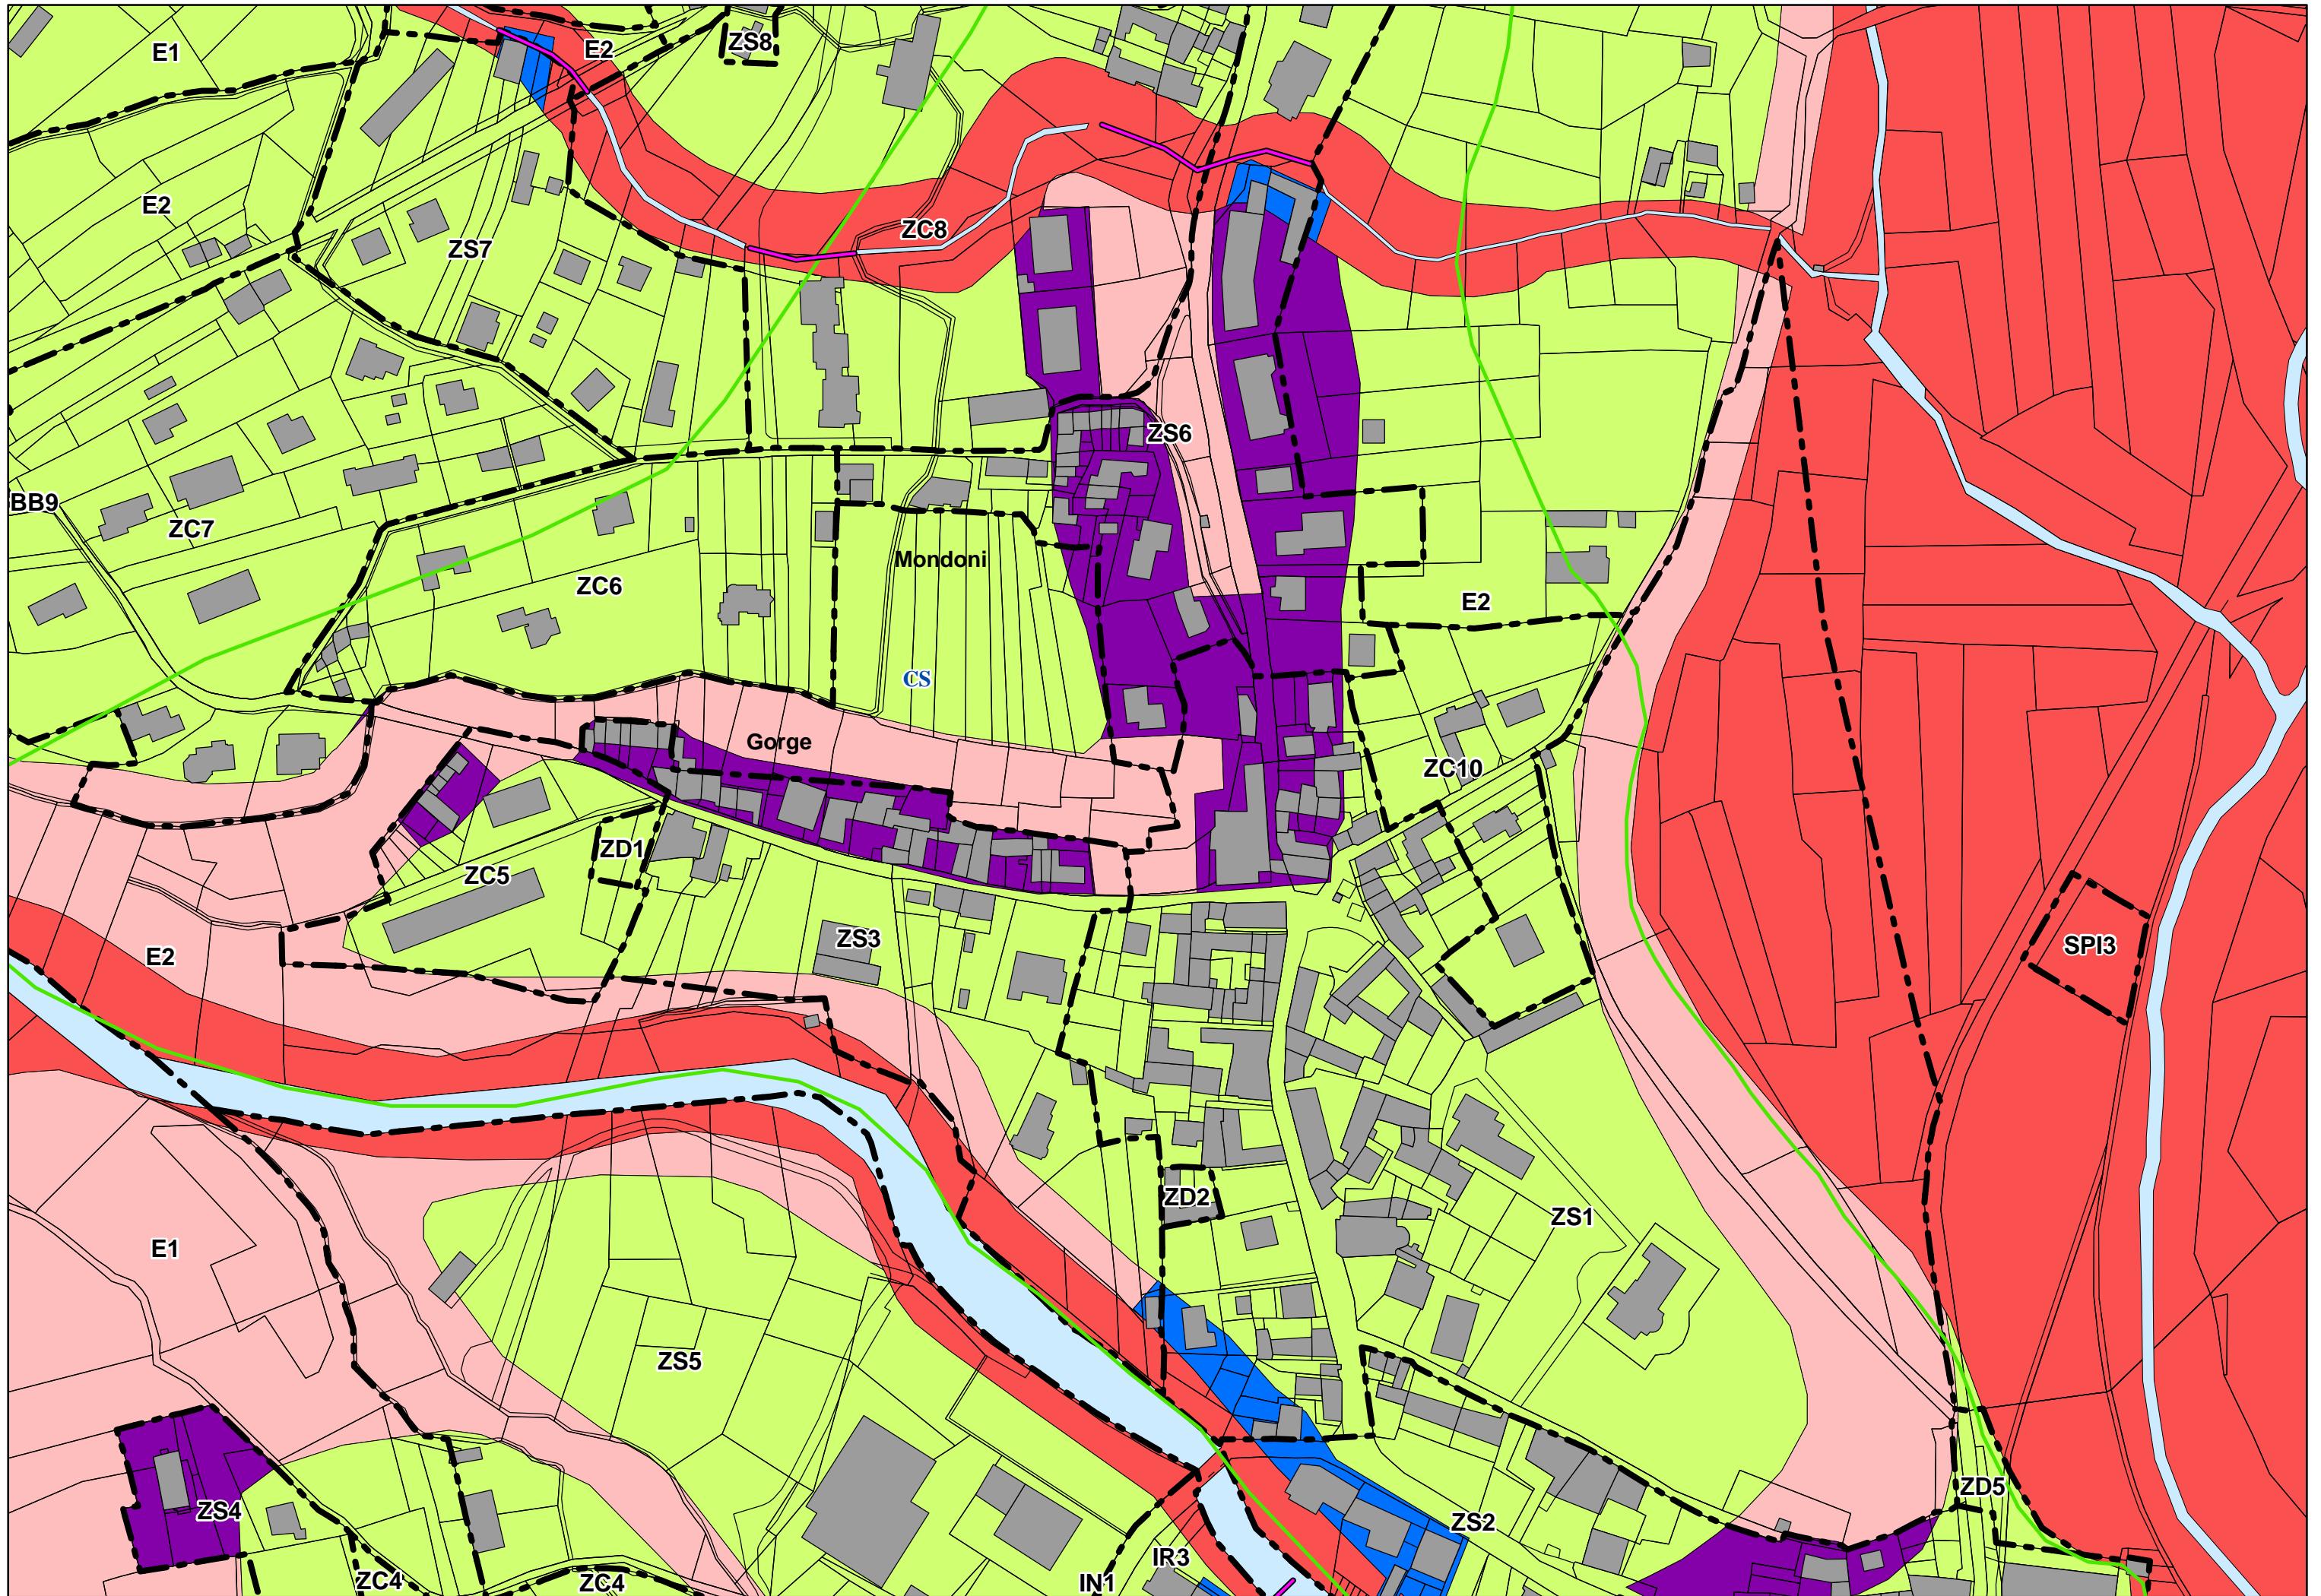 E1
E2
ZS8
E2
ZC8
ZS7
ZS6
BB9
ZC7
Mondoni
ZC6
E2
CS
Gorge
ZC10
ZD1
ZC5
ZS3
SPI3
E2
ZD2
ZS1
E1
ZS5
ZD5
ZS4
ZS2
IR3
ZC4
ZC4
IN1